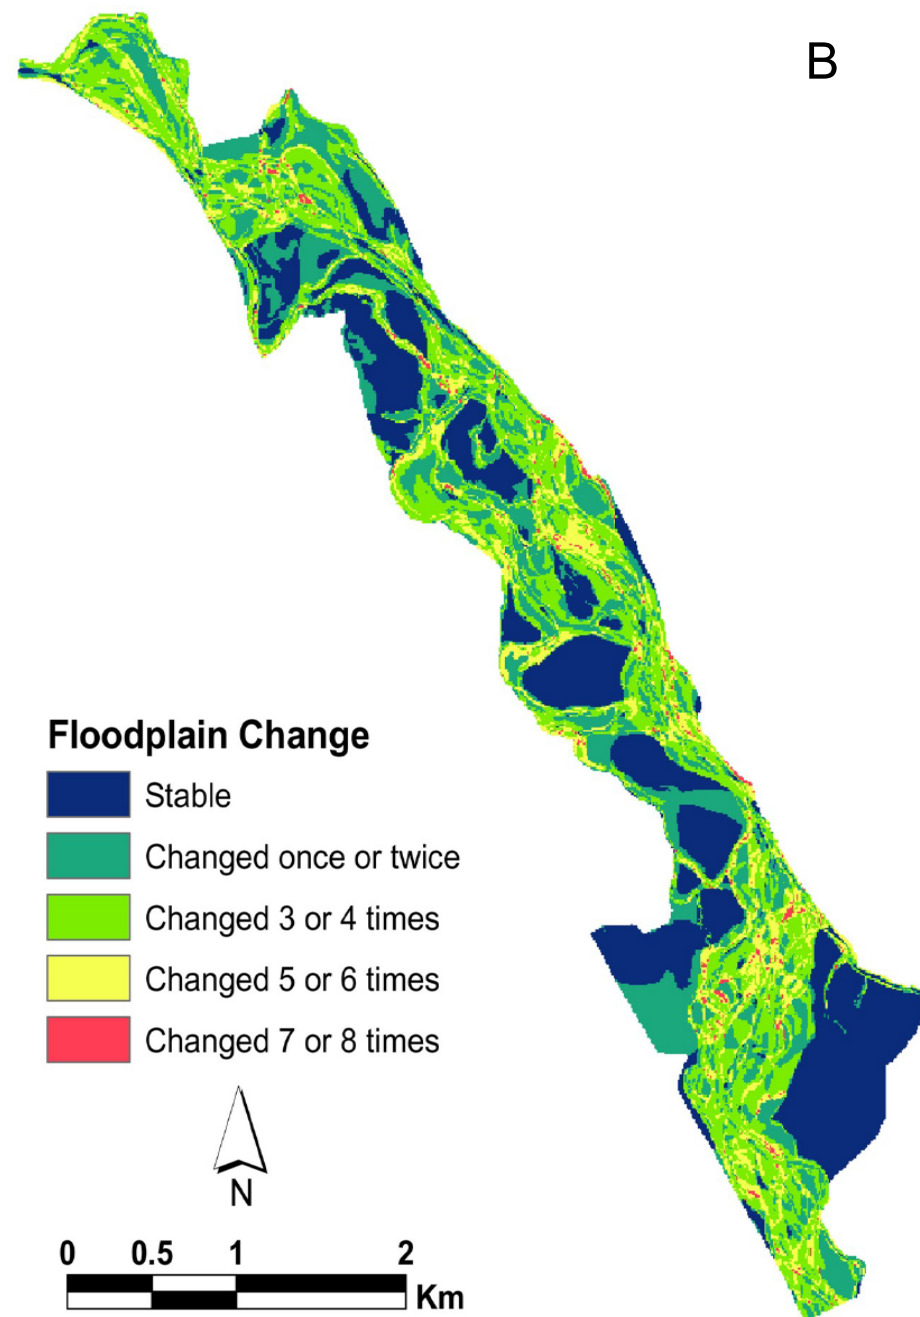 B
Floodplain Change
Stable
Changed once or twice
Changed 3 or 4 times
Changed 5 or 6 times
Changed 7 or 8 times
N
0 0.5 1 2
Km